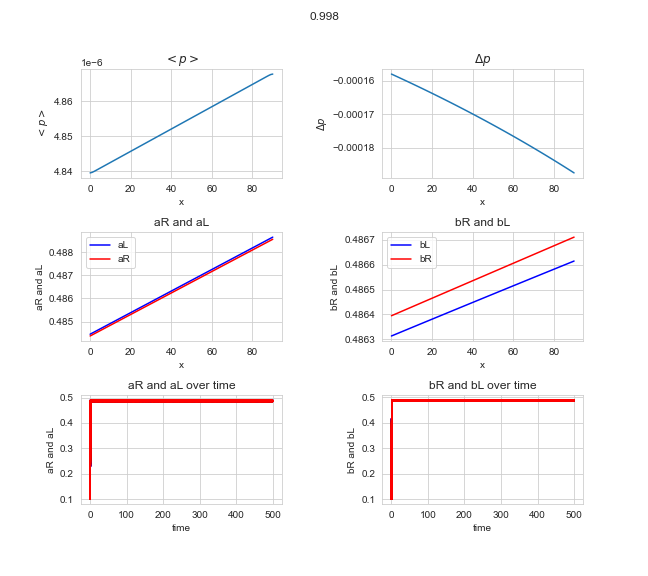 0.998
< p >
1e−6
< p >
4.86
4.85
4.84
0 20 40 60 80
x
Δp
Δp
−0.00016
−0.00017
−0.00018
0 20 40 60 80
x
aR and aL
aR and aL
0.488
0.487
0.486
0.485
aL
aR
0 20 40 60 80
x
bR and bL
bR and bL
0.4867
0.4866
0.4865
0.4864
0.4863
bL
bR
0 20 40 60 80
x
aR and aL over time
aR and aL
0.5
0.4
0.3
0.2
0.1
0 100 200 300 400 500
time
bR and bL over time
bR and bL
0.5
0.4
0.3
0.2
0.1
0 100 200 300 400 500
time